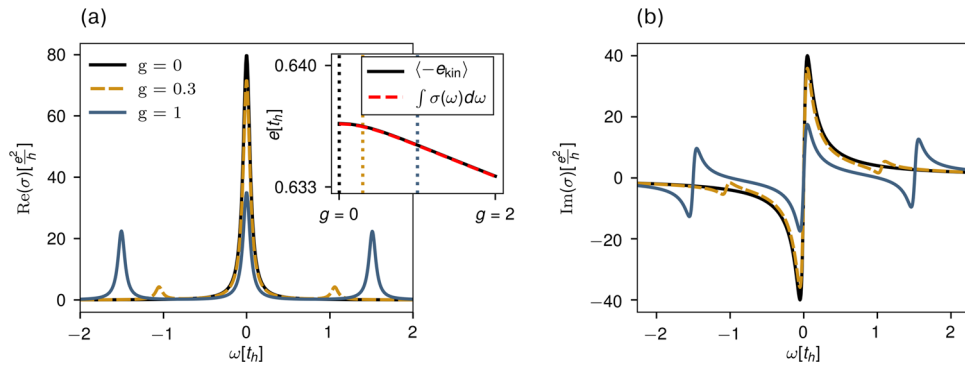 (a)
80
60
40
20
0
Re(σ)[e²/h]
g = 0
g = 0.3
g = 1
−2
−1
0
1
2
ω[tₕ]
0.640
0.633
e[tₕ]
⟨−eₖᵢₙ⟩
∫ σ(ω)dω
g = 0
g = 2
(b)
40
20
0
−20
−40
Im(σ)[e²/h]
−2
−1
0
1
2
ω[tₕ]